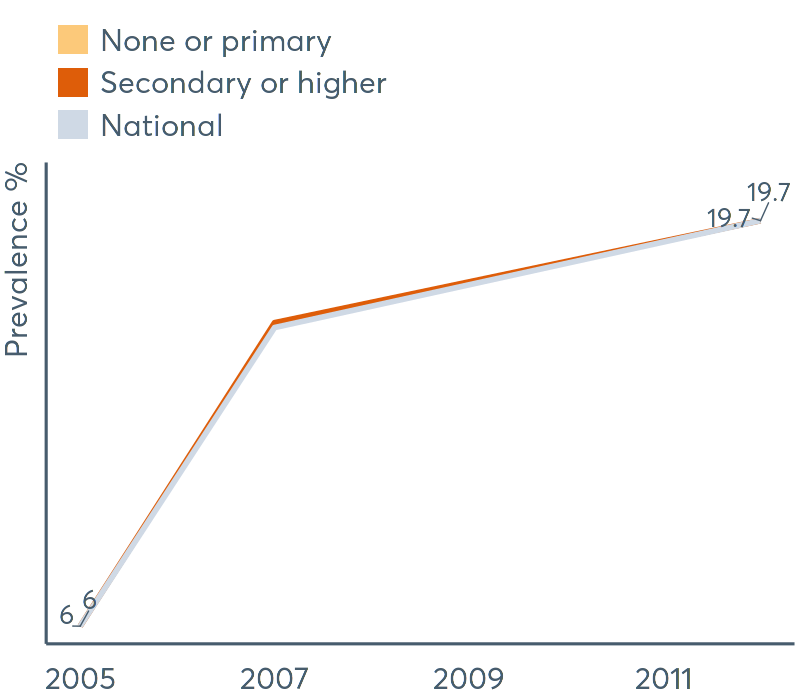 None or primary
Secondary or higher
National
Prevalence %
19.7
19.7
6
6
2005 2007 2009 2011